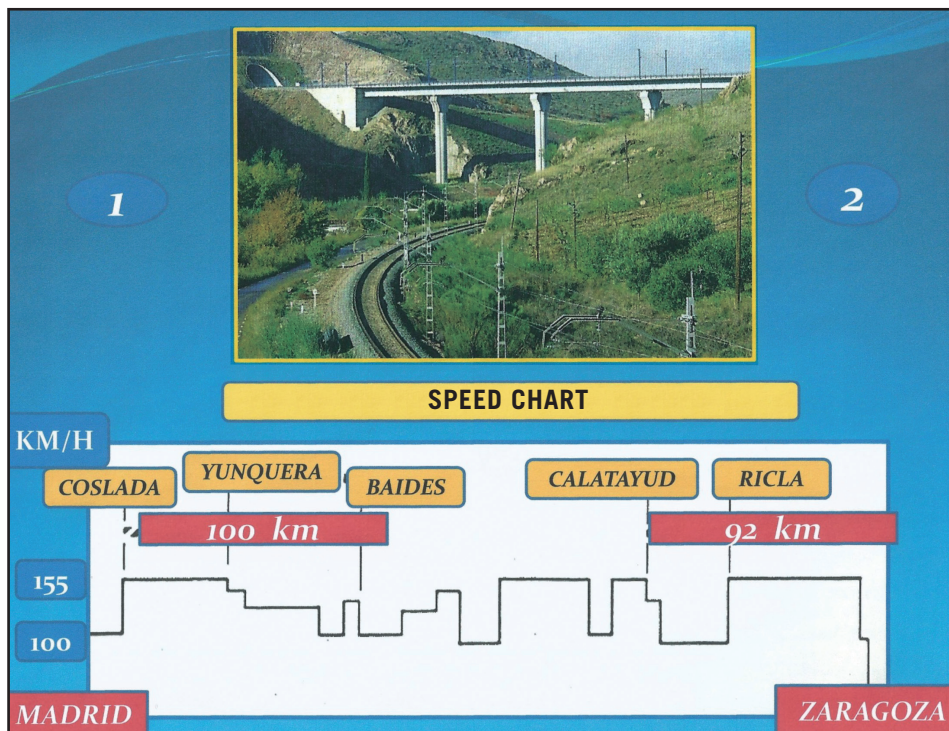 1
2
SPEED CHART
KM/H
COSLADA
YUNQUERA
BAIDES
CALATAYUD
RICLA
100 km
92 km
155
100
MADRID
ZARAGOZA